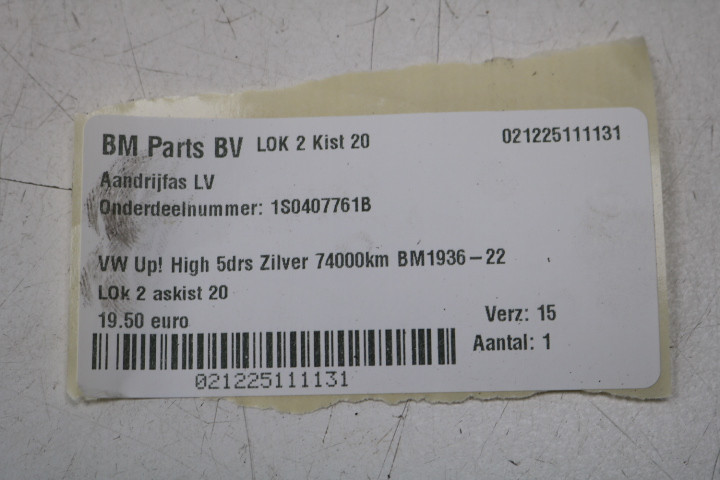 BM Parts BV LOK 2 Kist 20 021225111131
Aandrijfas LV
Onderdeelnummer: 1S0407761B
VW Up! High 5drs Zilver 74000km BM1936-22
LOk 2 askist 20
19.50 euro Verz: 15
Aantal: 1
021225111131